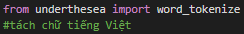 from underthesea import word_tokenize
#tách chữ tiếng Việt